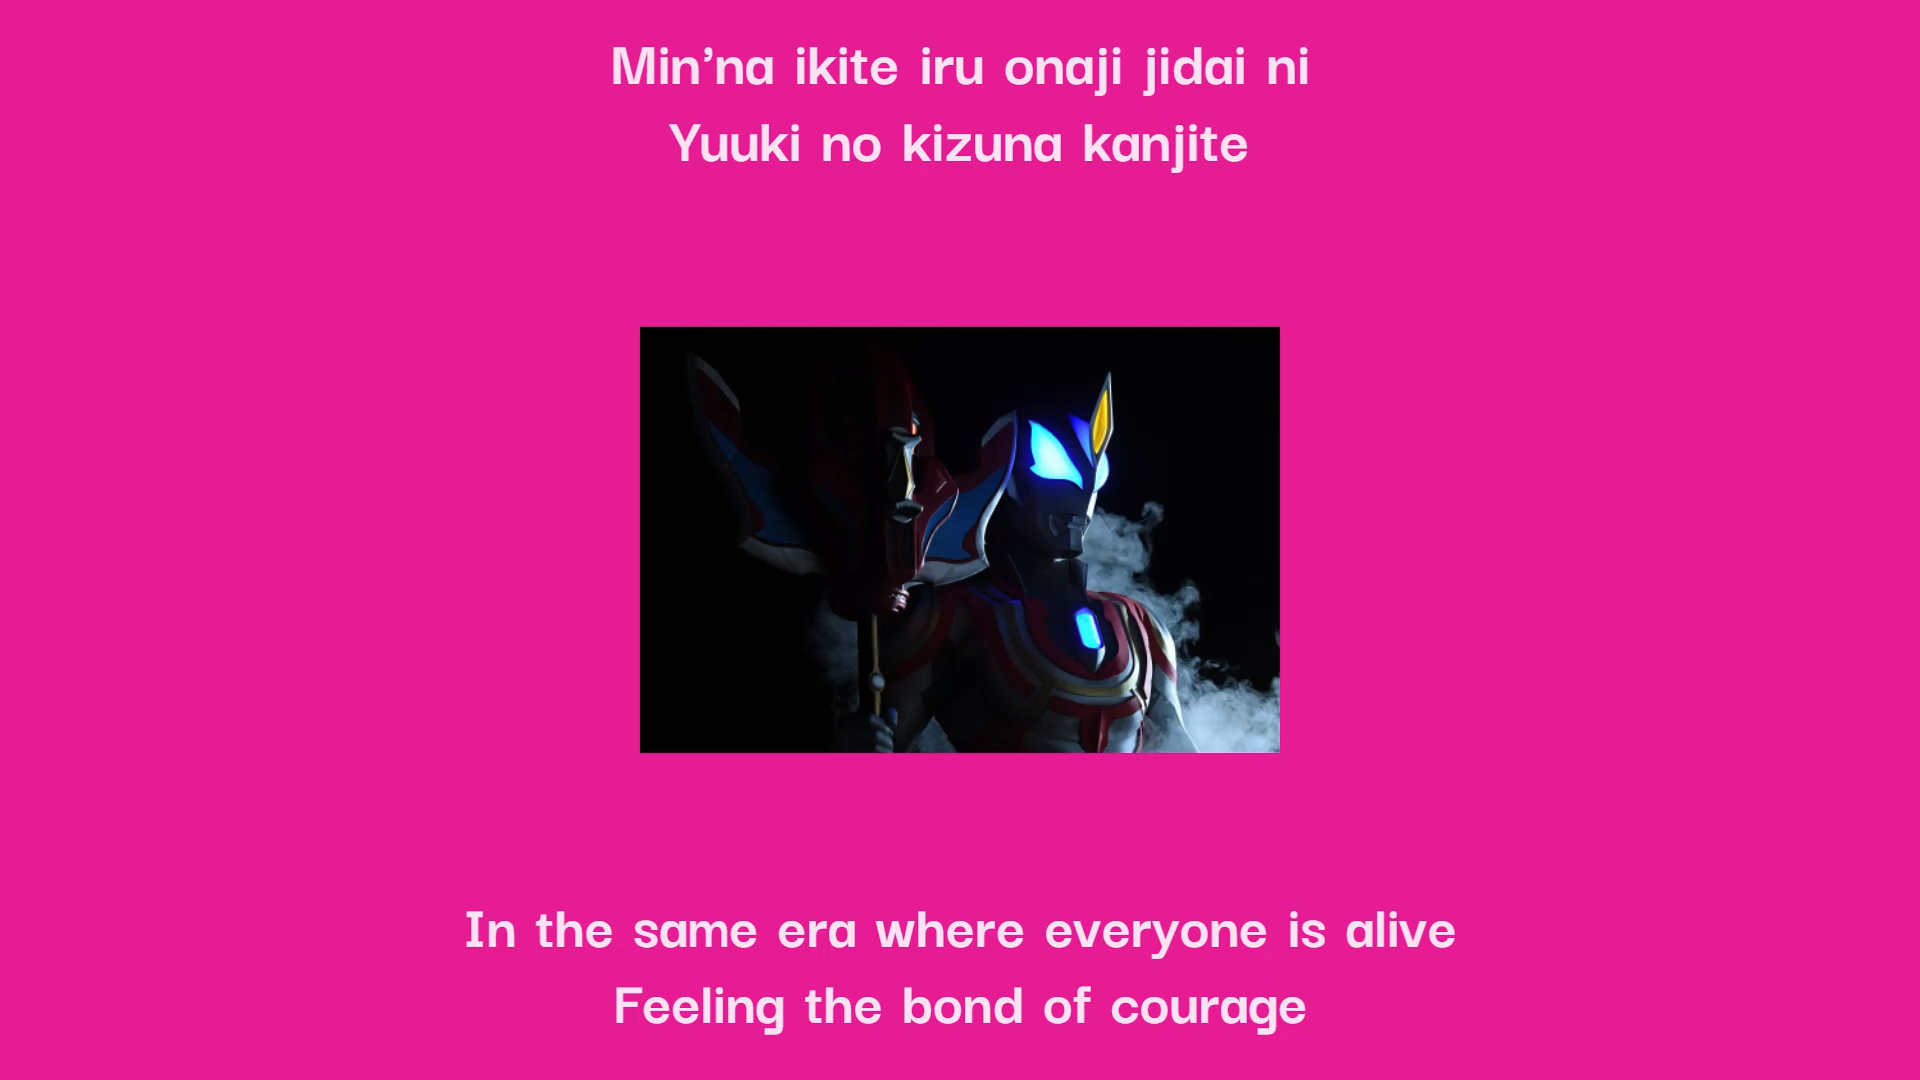 Min’na ikite iru onaji jidai ni
Yuuki no kizuna kanjite
In the same era where everyone is alive
Feeling the bond of courage